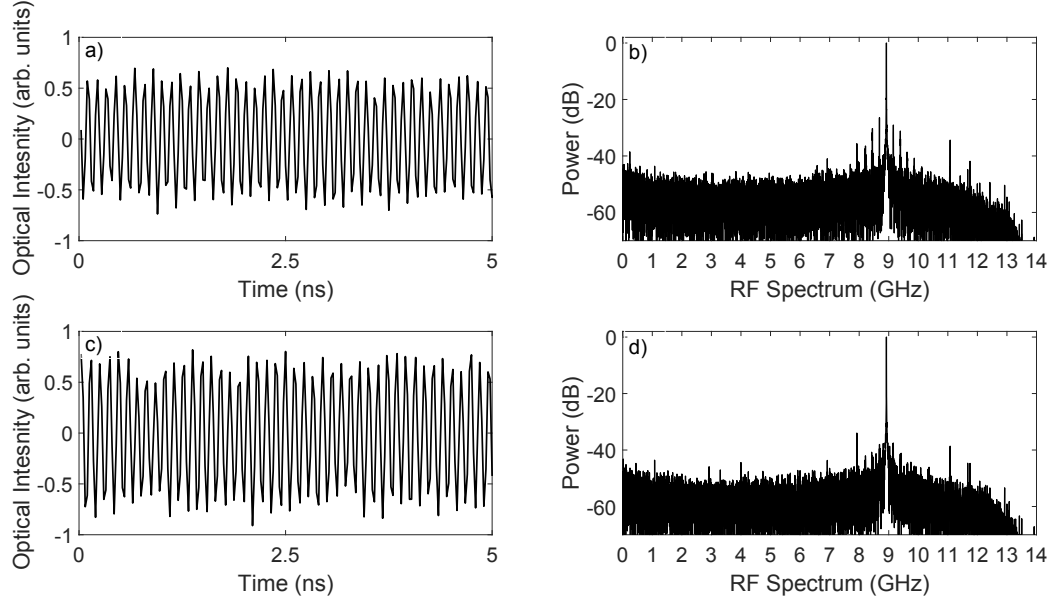 a)
Optical Intesnity (arb. units)
1
0.5
0
-0.5
-1
0 2.5 5
Time (ns)
b)
Power (dB)
0
-20
-40
-60
0 1 2 3 4 5 6 7 8 9 10 11 12 13 14
RF Spectrum (GHz)
c)
Optical Intesnity (arb. units)
1
0.5
0
-0.5
-1
0 2.5 5
Time (ns)
d)
Power (dB)
0
-20
-40
-60
0 1 2 3 4 5 6 7 8 9 10 11 12 13 14
RF Spectrum (GHz)